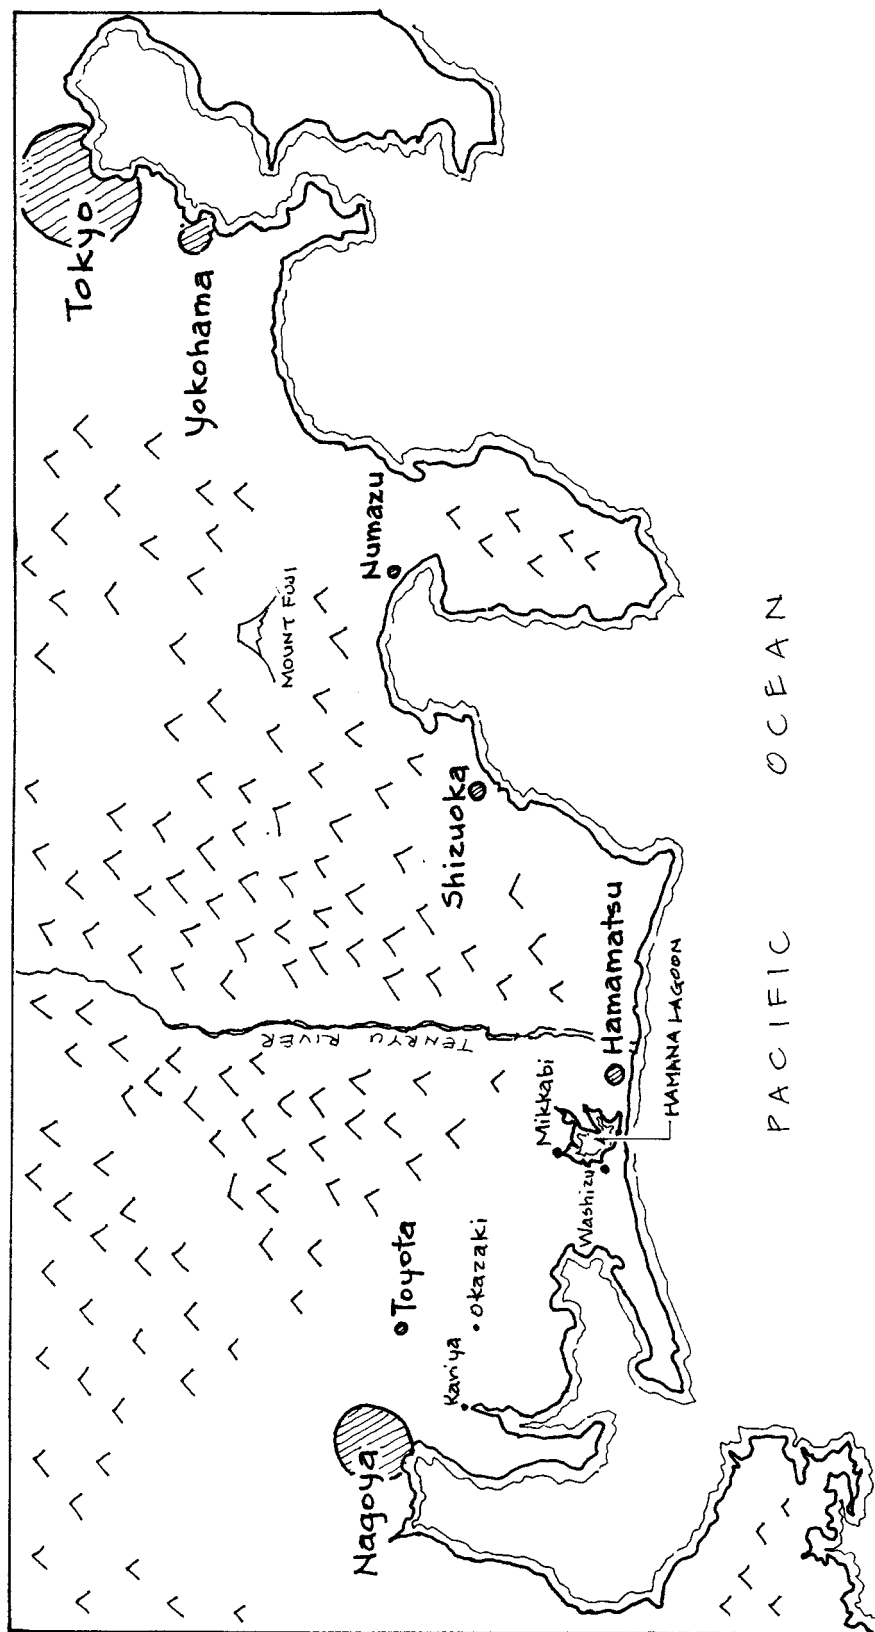 Tokyo
Yokohama
Numazu
MOUNT FUJI
Shizuoka
TENRYU RIVER
Hamamatsu
HAMANA LAGOON
Mikkabi
Washizu
Toyota
Okazaki
Kariya
Nagoya
PACIFIC OCEAN